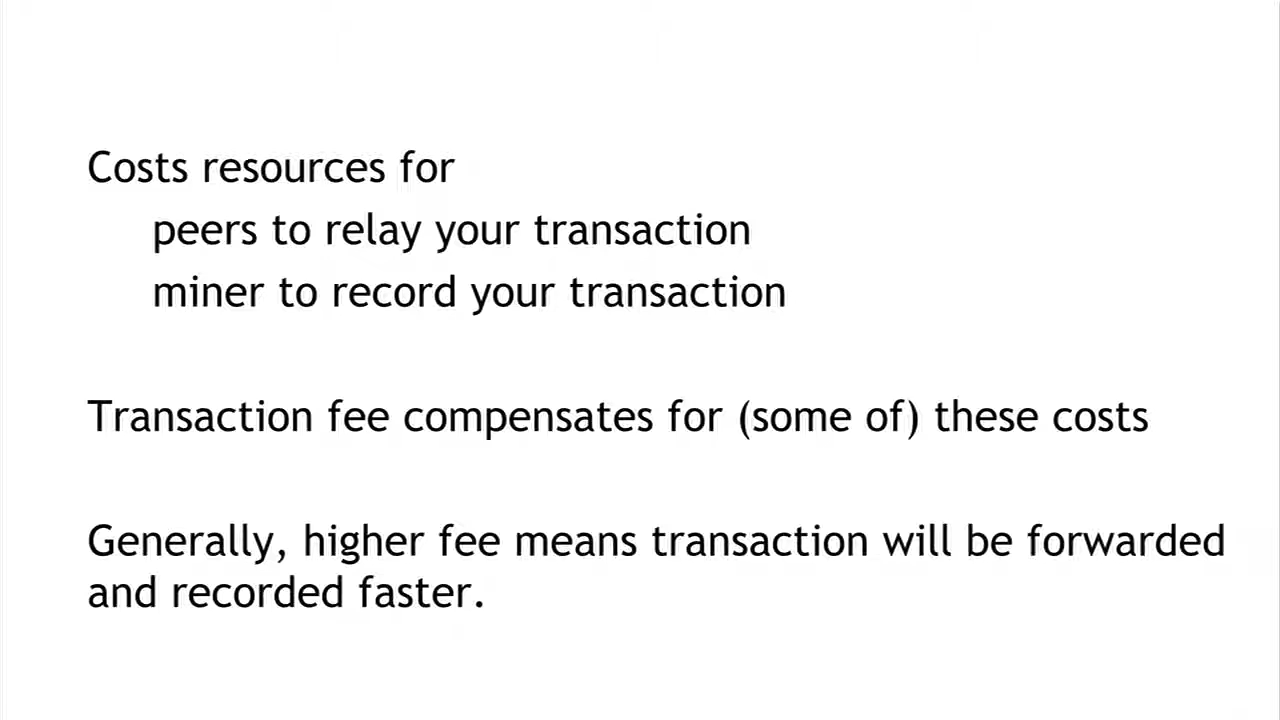 Costs resources for
peers to relay your transaction
miner to record your transaction
Transaction fee compensates for (some of) these costs
Generally, higher fee means transaction will be forwarded
and recorded faster.